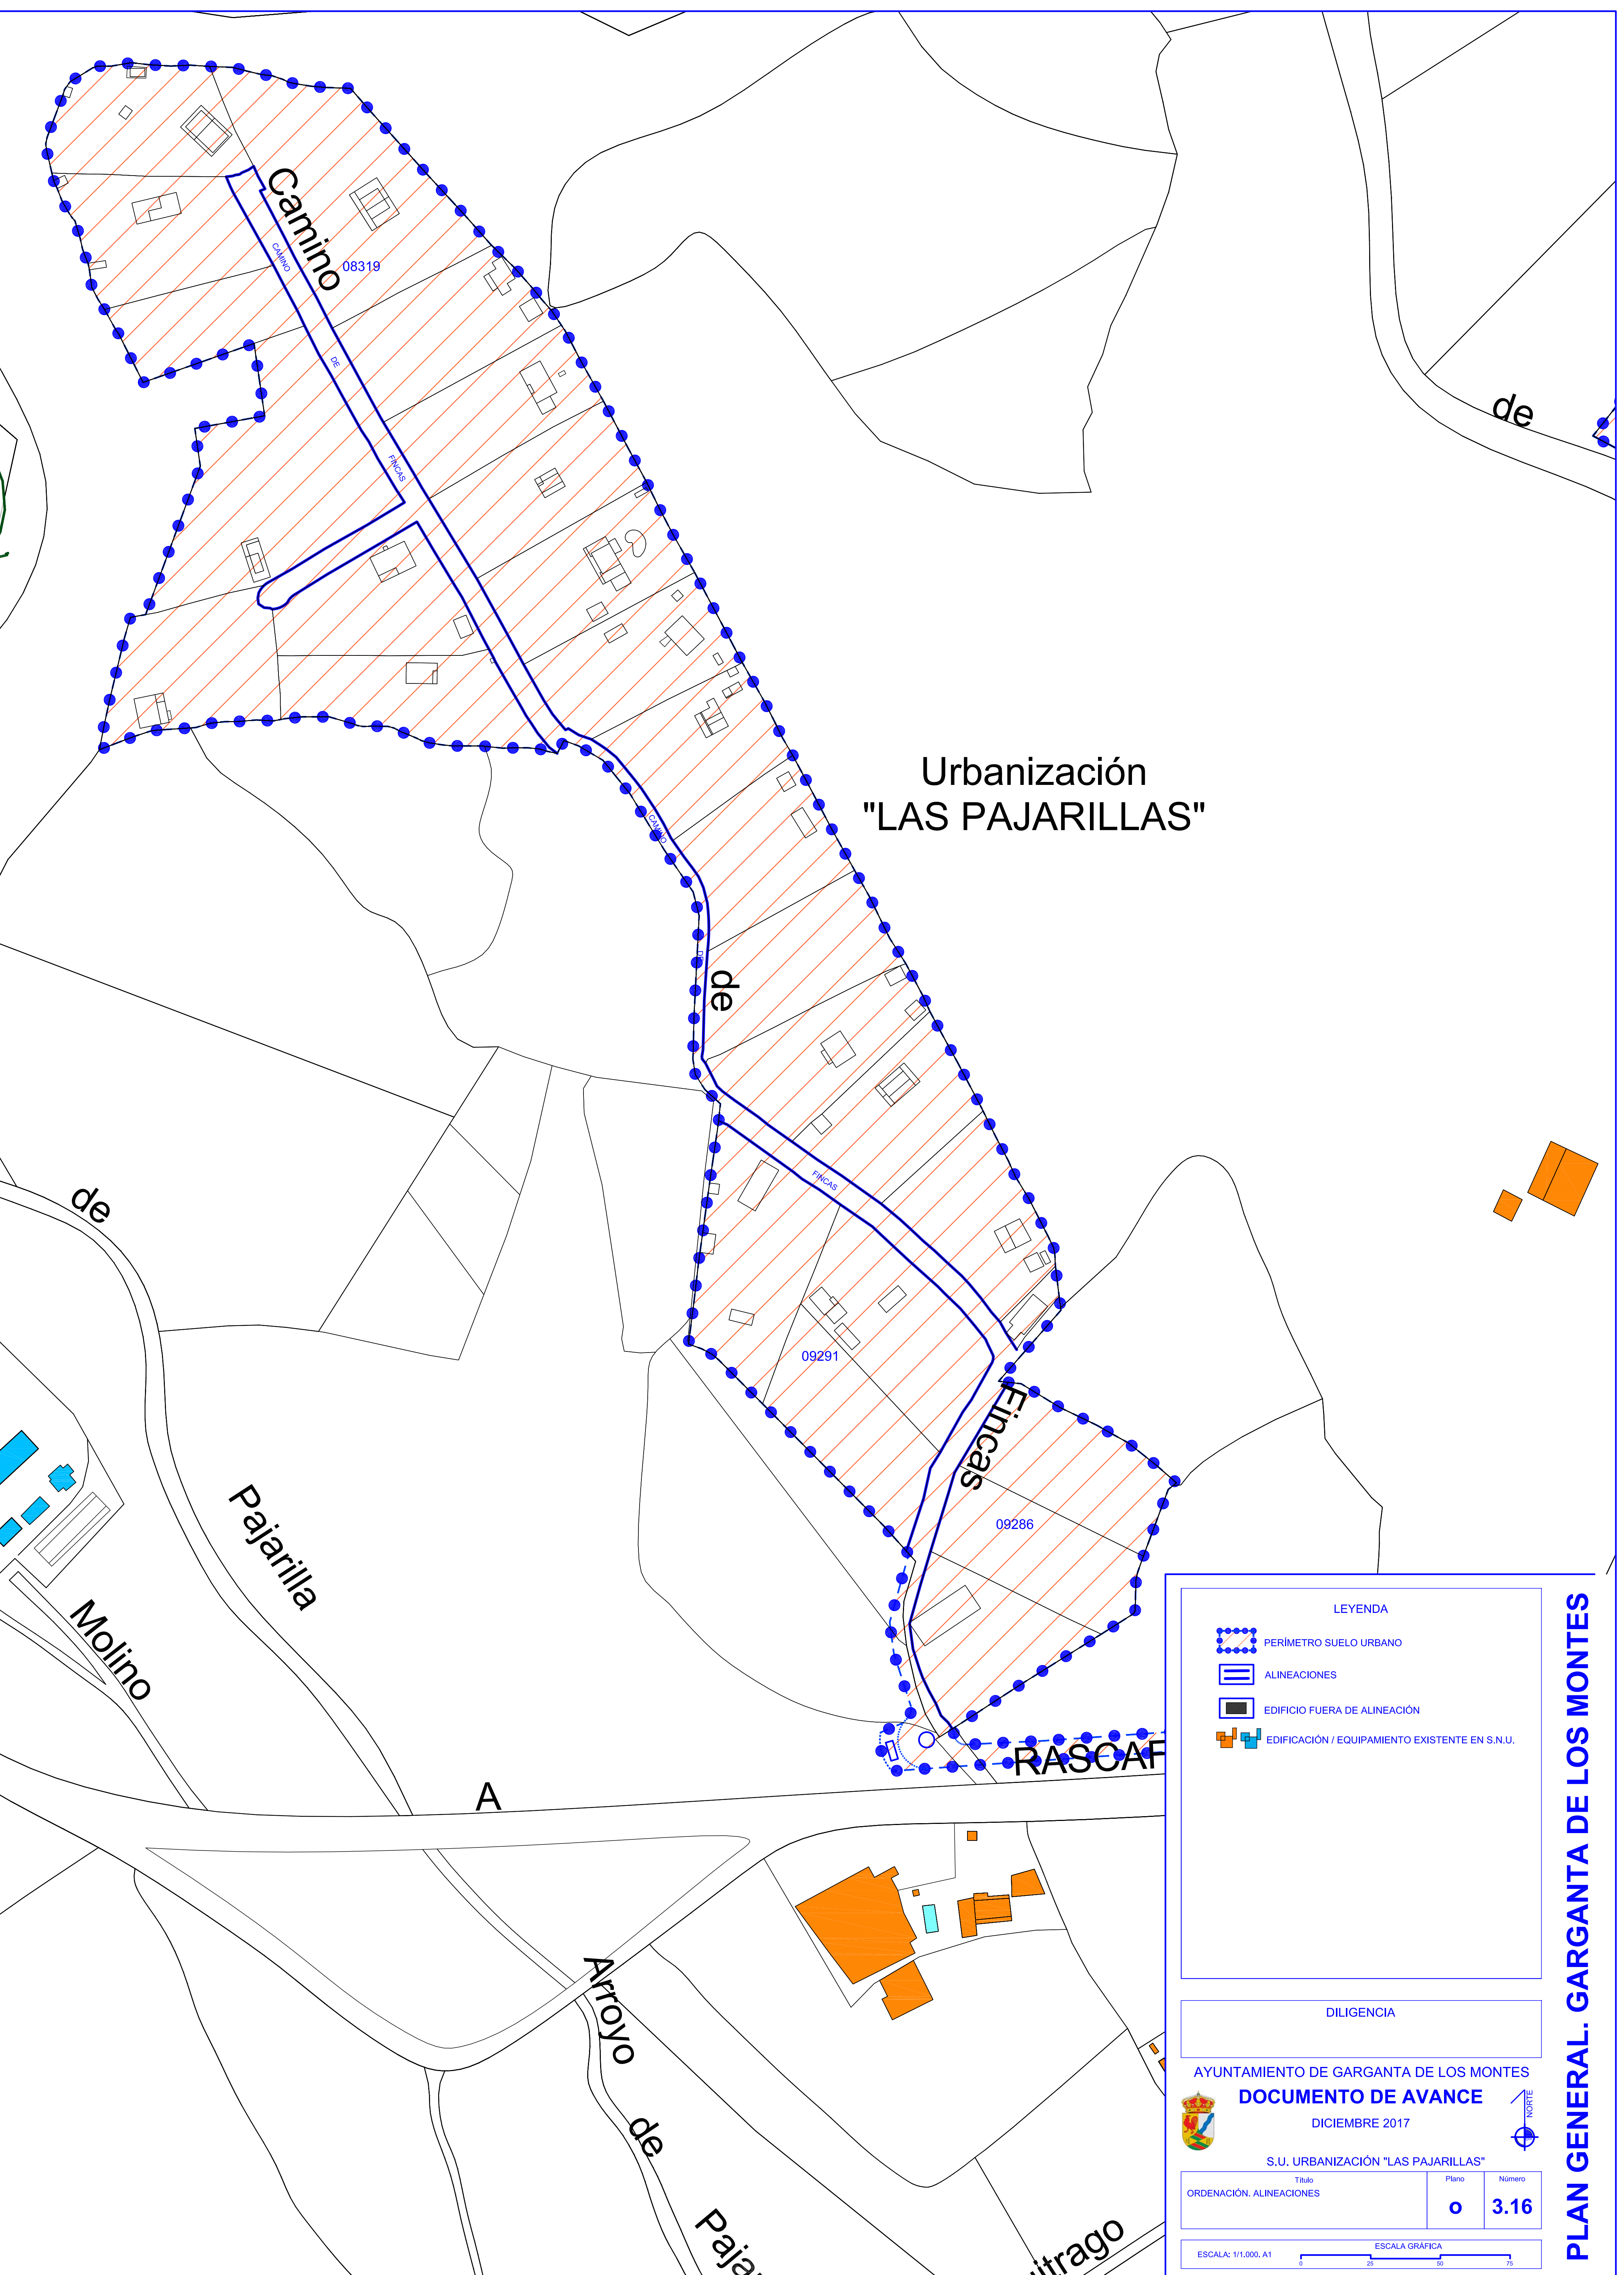 Camino
CAMINO
08319
DE
FINCAS
de
Urbanización
"LAS PAJARILLAS"
CAMINO
DE
de
de
FINCAS
09291
Fincas
09286
Pajarilla
Molino
RASCAF
A
Arroyo
de
Paja
itrago
LEYENDA
PERÍMETRO SUELO URBANO
ALINEACIONES
EDIFICIO FUERA DE ALINEACIÓN
EDIFICACIÓN / EQUIPAMIENTO EXISTENTE EN S.N.U.
DILIGENCIA
AYUNTAMIENTO DE GARGANTA DE LOS MONTES
DOCUMENTO DE AVANCE
DICIEMBRE 2017
NORTE
S.U. URBANIZACIÓN "LAS PAJARILLAS"
Título Plano Número
ORDENACIÓN. ALINEACIONES
o 3.16
ESCALA: 1/1.000. A1
ESCALA GRÁFICA
0 25 50 75
PLAN GENERAL. GARGANTA DE LOS MONTES